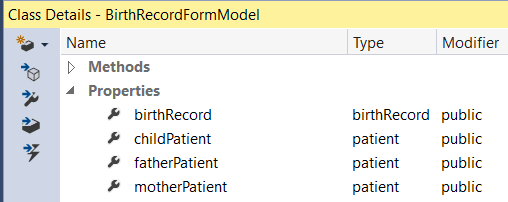 Class Details - BirthRecordFormModel
Name Type Modifier
Methods
Properties
birthRecord birthRecord public
childPatient patient public
fatherPatient patient public
motherPatient patient public